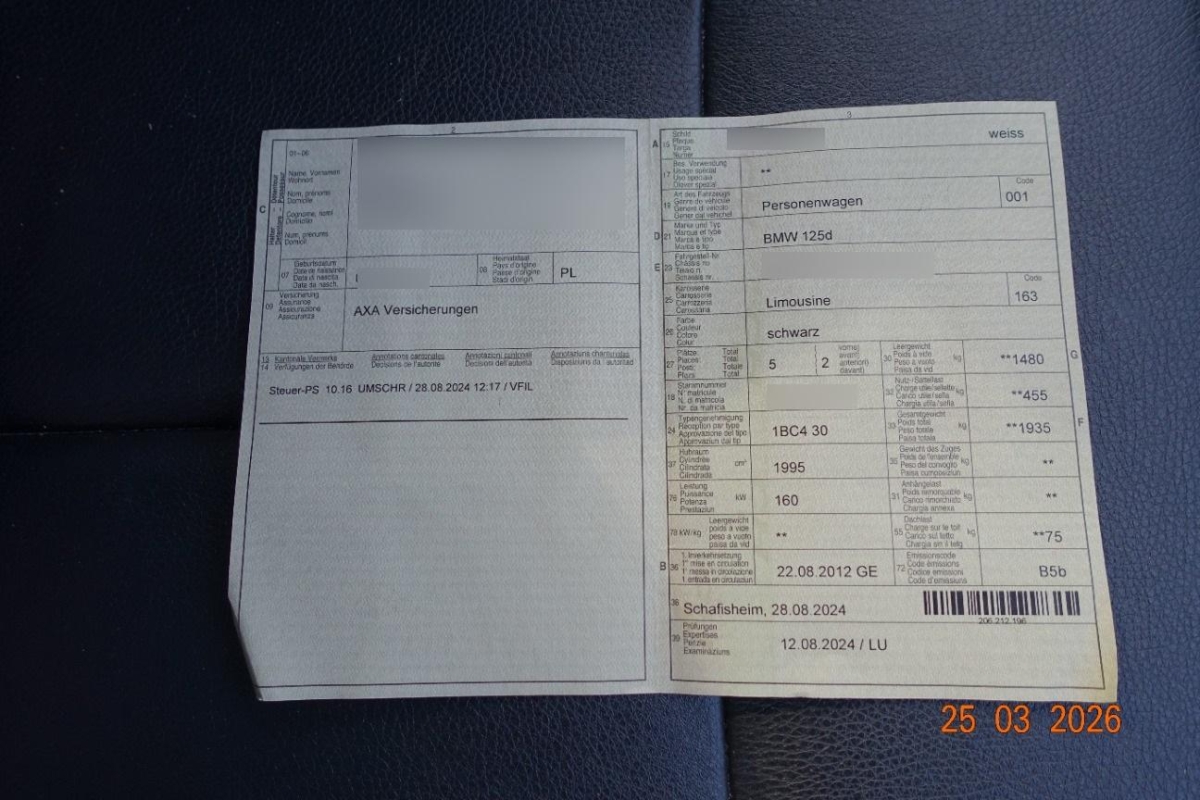 2
01-06
Name, Vornamen
Wohnort
Nom, prénoms
Domicile
Cognome, nomi
Domicilio
Num, prenums
Domicil
C
07
Geburtsdatum
Date de naissance
Data di nascita
Data da nasch.
08
Heimatstaat
Pays d'origine
Paese d'origine
Stadi d'origin
PL
09
Versicherung
Assurance
Assicurazione
Assicuranza
AXA Versicherungen
13
14
Kantonale Vermerke
Verfügungen der Behörde
Annotations cantonales
Décisions de l'autorité
Annotazioni cantonali
Decisioni dell'autorità
Annotaziuns chantunalas
Disposiziuns da l'autoritad
Steuer-PS 10.16 UMSCHR / 28.08.2024 12:17 / VFIL
3
A
15
Schild
Plaque
Targa
Numer
weiss
17
Bes. Verwendung
Usage spécial
Uso speciale
Diever spezial
**
19
Art des Fahrzeugs
Genre de véhicule
Genere di veicolo
Gener dal vehichel
Personenwagen
Code
001
D
21
Marke und Typ
Marque et type
Marca e tipo
Marca e tip
BMW 125d
E
23
Fahrgestell-Nr.
Châssis no
Telaio n.
Schassis nr.
25
Karosserie
Carrosserie
Carrozzeria
Carossaria
Limousine
Code
163
26
Farbe
Couleur
Colore
Color
schwarz
27
Plätze: Total
Places: Total
Posti: Totale
Plazs: Total
5
2
vorne)
avant)
anteriori)
davant)
30
Leergewicht
Poids à vide
Peso a vuoto
Paisa da vid
kg
**1480
G
18
Stammnummer
N° matricule
N. di matricola
Nr. da matricla
32
Nutz-/Sattellast
Charge utile/sellette
Carico utile/sella
Chargia utila/sella
kg
**455
24
Typengenehmigung
Réception par type
Approvazione del tipo
Approvaziun dal tip
1BC4 30
33
Gesamtgewicht
Poids total
Peso totale
Paisa totala
kg
**1935
F
37
Hubraum
Cylindrée
Cilindrata
Cilindrada
cm³
1995
35
Gewicht des Zuges
Poids de l'ensemble
Peso del convoglio
Paisa cumposiziun
kg
**
76
Leistung
Puissance
Potenza
Prestaziun
kW
160
31
Anhängelast
Poids remorquable
Carico rimorchiato
Chargia annexa
kg
**
78 kW/kg
Leergewicht
poids à vide
peso a vuoto
paisa da vid
**
55
Dachlast
Charge sur le toit
Carico sul tetto
Chargia sin il tetg
kg
**75
B
36
1. Inverkehrsetzung
1re mise en circulation
1a messa in circolazione
1. entrada en circulaziun
22.08.2012 GE
72
Emissionscode
Code émissions
Codice emissioni
Code d'emissiuns
B5b
38
Schafisheim, 28.08.2024
206.212.196
39
Prüfungen
Expertises
Perizie
Examinaziuns
12.08.2024 / LU
25 03 2026